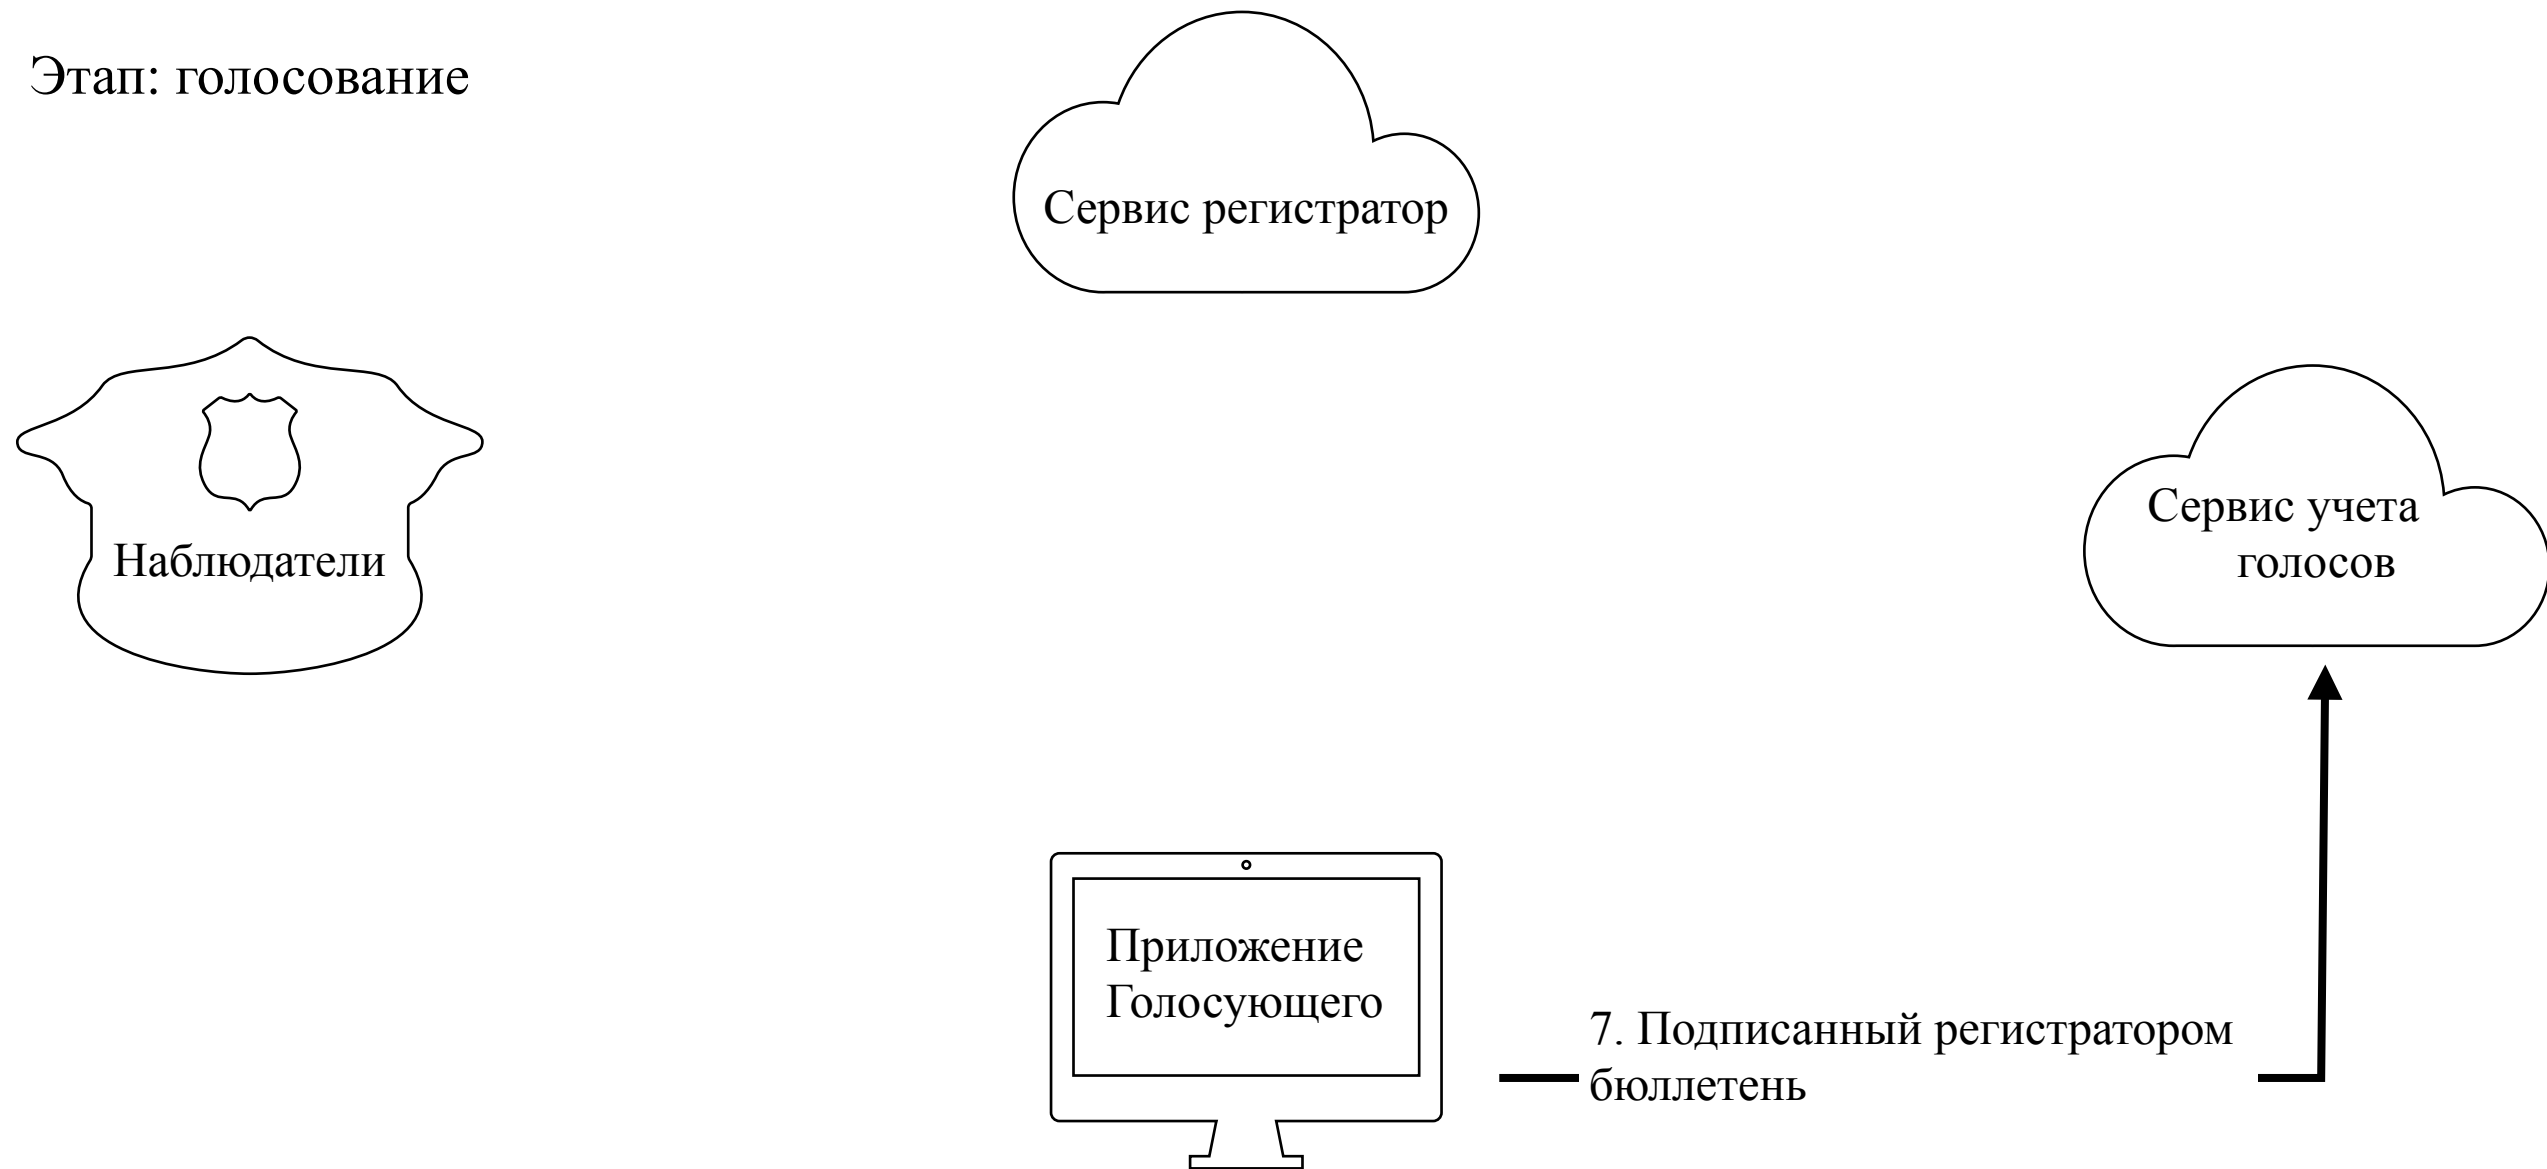 Этап: голосование
Сервис регистратор
Наблюдатели
Сервис учета
голосов
Приложение
Голосующего
7. Подписанный регистратором
бюллетень